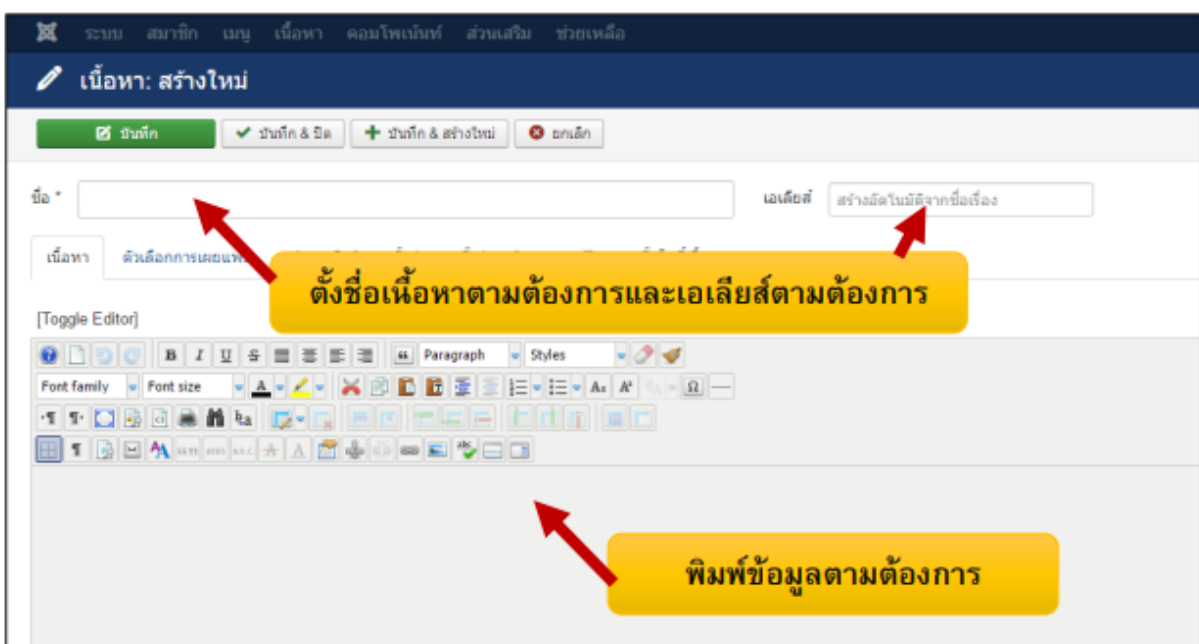 ระบบ สมาชิก เมนู เนื้อหา คอมโพเน้นท์ ส่วนเสริม ช่วยเหลือ
เนื้อหา: สร้างใหม่
บันทึก บันทึก & ปิด บันทึก & สร้างใหม่ ยกเลิก
ชื่อ * เอเลียส์ สร้างอัตโนมัติจากชื่อเรื่อง
เนื้อหา ตัวเลือกการเผยแพร่
ตั้งชื่อเนื้อหาตามต้องการและเอเลียส์ตามต้องการ
[Toggle Editor]
B I U Paragraph Styles
Font family Font size
พิมพ์ข้อมูลตามต้องการ